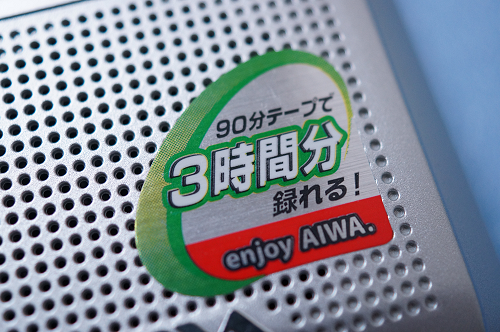 90分テープで
3時間分
録れる!
enjoy AIWA.